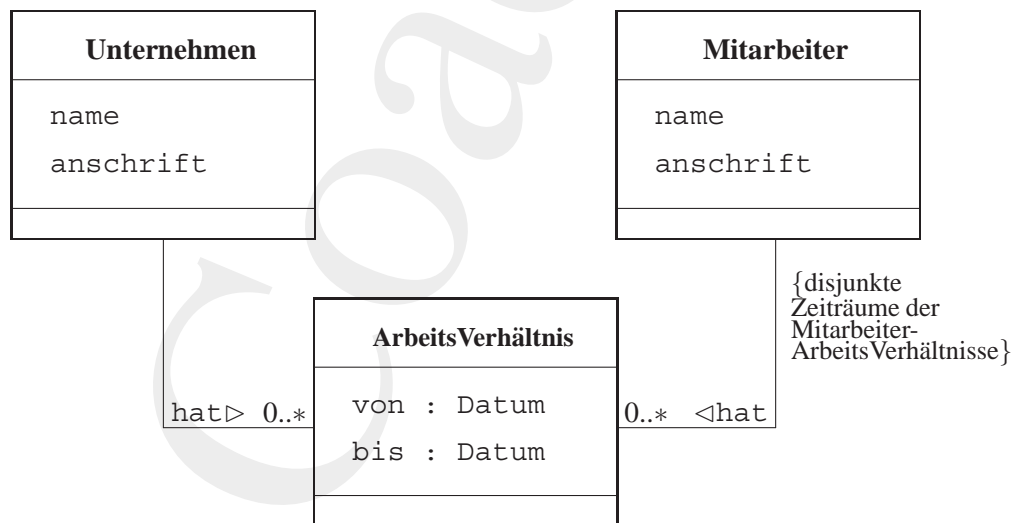 Unternehmen
name
anschrift
Mitarbeiter
name
anschrift
{disjunkte
Zeiträume der
Mitarbeiter-
ArbeitsVerhältnisse}
ArbeitsVerhältnis
von : Datum
bis : Datum
hat▷ 0..*
0..* ◁hat